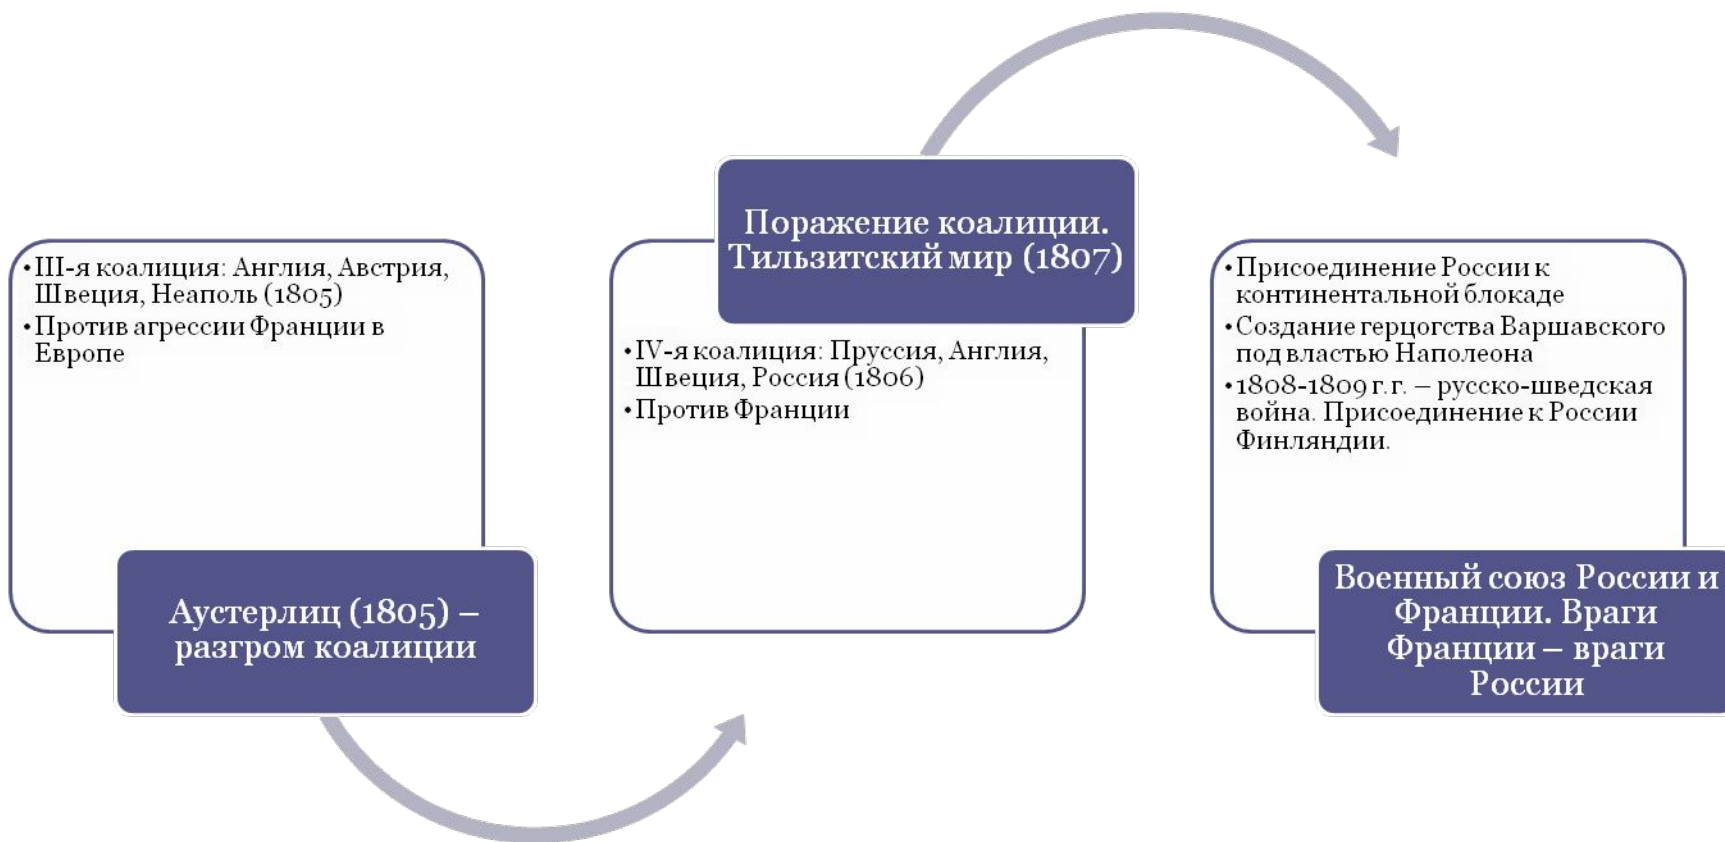 •III-я коалиция: Англия, Австрия,
Швеция, Неаполь (1805)
•Против агрессии Франции в
Европе
Аустерлиц (1805) –
разгром коалиции
Поражение коалиции.
Тильзитский мир (1807)
•IV-я коалиция: Пруссия, Англия,
Швеция, Россия (1806)
•Против Франции
•Присоединение России к
континентальной блокаде
•Создание герцогства Варшавского
под властью Наполеона
•1808-1809 г.г. – русско-шведская
война. Присоединение к России
Финляндии.
Военный союз России и
Франции. Враги
Франции – враги
России